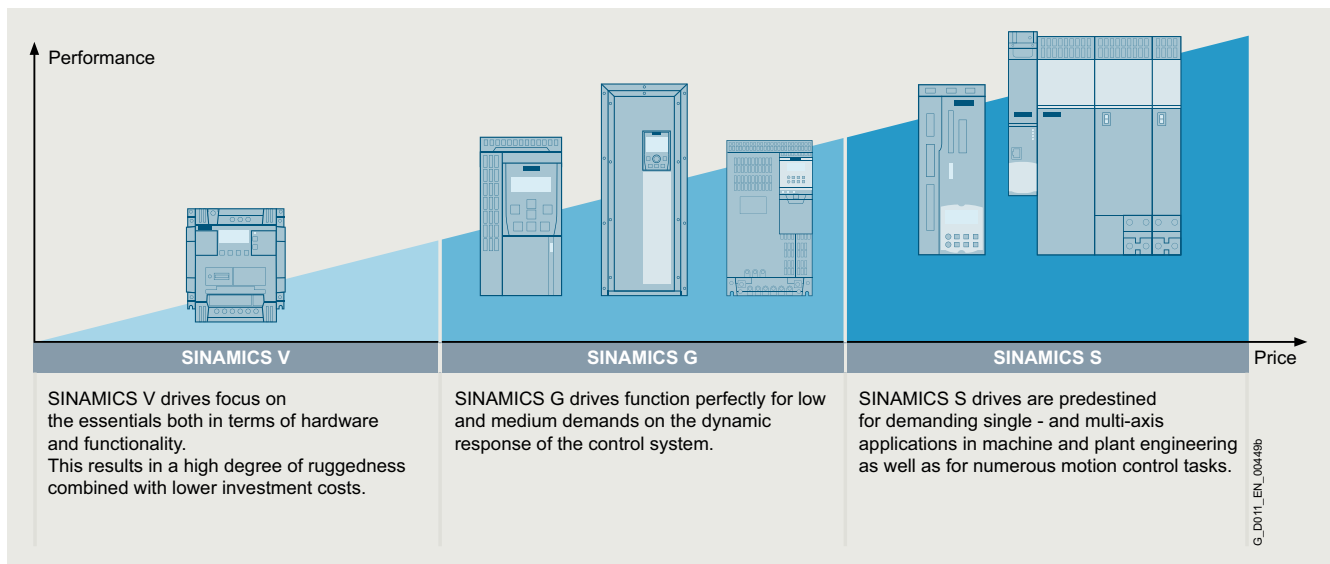 Performance
SINAMICS V
SINAMICS G
SINAMICS S
Price
SINAMICS V drives focus on
the essentials both in terms of hardware
and functionality.
This results in a high degree of ruggedness
combined with lower investment costs.
SINAMICS G drives function perfectly for low
and medium demands on the dynamic
response of the control system.
SINAMICS S drives are predestined
for demanding single - and multi-axis
applications in machine and plant engineering
as well as for numerous motion control tasks.
G_D011_EN_00449b